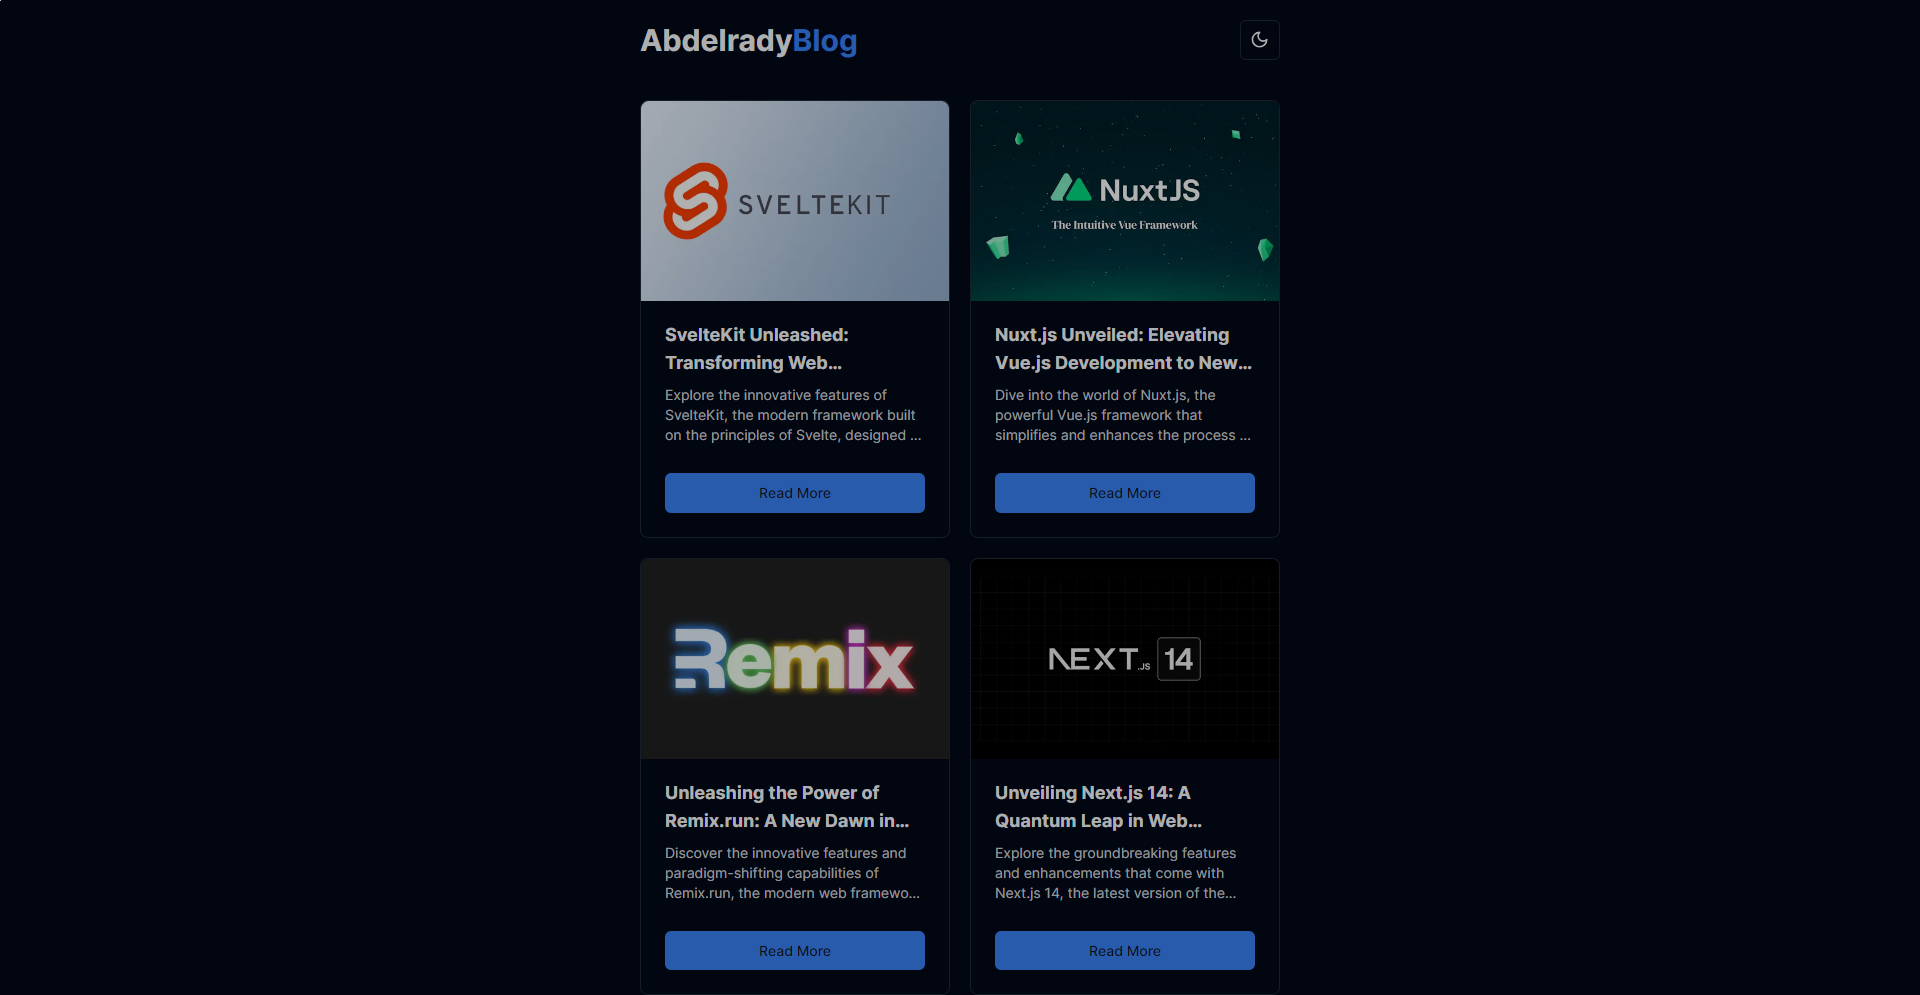 AbdelradyBlog
SVELTEKIT
SvelteKit Unleashed:
Transforming Web...
Explore the innovative features of
SvelteKit, the modern framework built
on the principles of Svelte, designed ...
Read More
NuxtJS
The Intuitive Vue Framework
Nuxt.js Unveiled: Elevating
Vue.js Development to New...
Dive into the world of Nuxt.js, the
powerful Vue.js framework that
simplifies and enhances the process ...
Read More
Remix
Unleashing the Power of
Remix.run: A New Dawn in...
Discover the innovative features and
paradigm-shifting capabilities of
Remix.run, the modern web framewo...
Read More
NEXT.JS 14
Unveiling Next.js 14: A
Quantum Leap in Web...
Explore the groundbreaking features
and enhancements that come with
Next.js 14, the latest version of the...
Read More